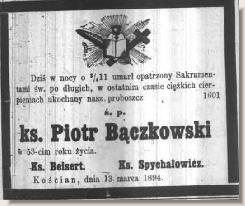 Dziś w nocy o ¾11 umarł opatrzony Sakramen-
tami św. po długich, w ostatnim czasie ciężkich cier-
pieniach ukochany nasz proboszcz 1601
ś. p.
ks. Piotr Bączkowski
w 53-cim roku życia.
Ks. Beisert. Ks. Spychałowicz.
Kościan, dnia 13. marca 1894.